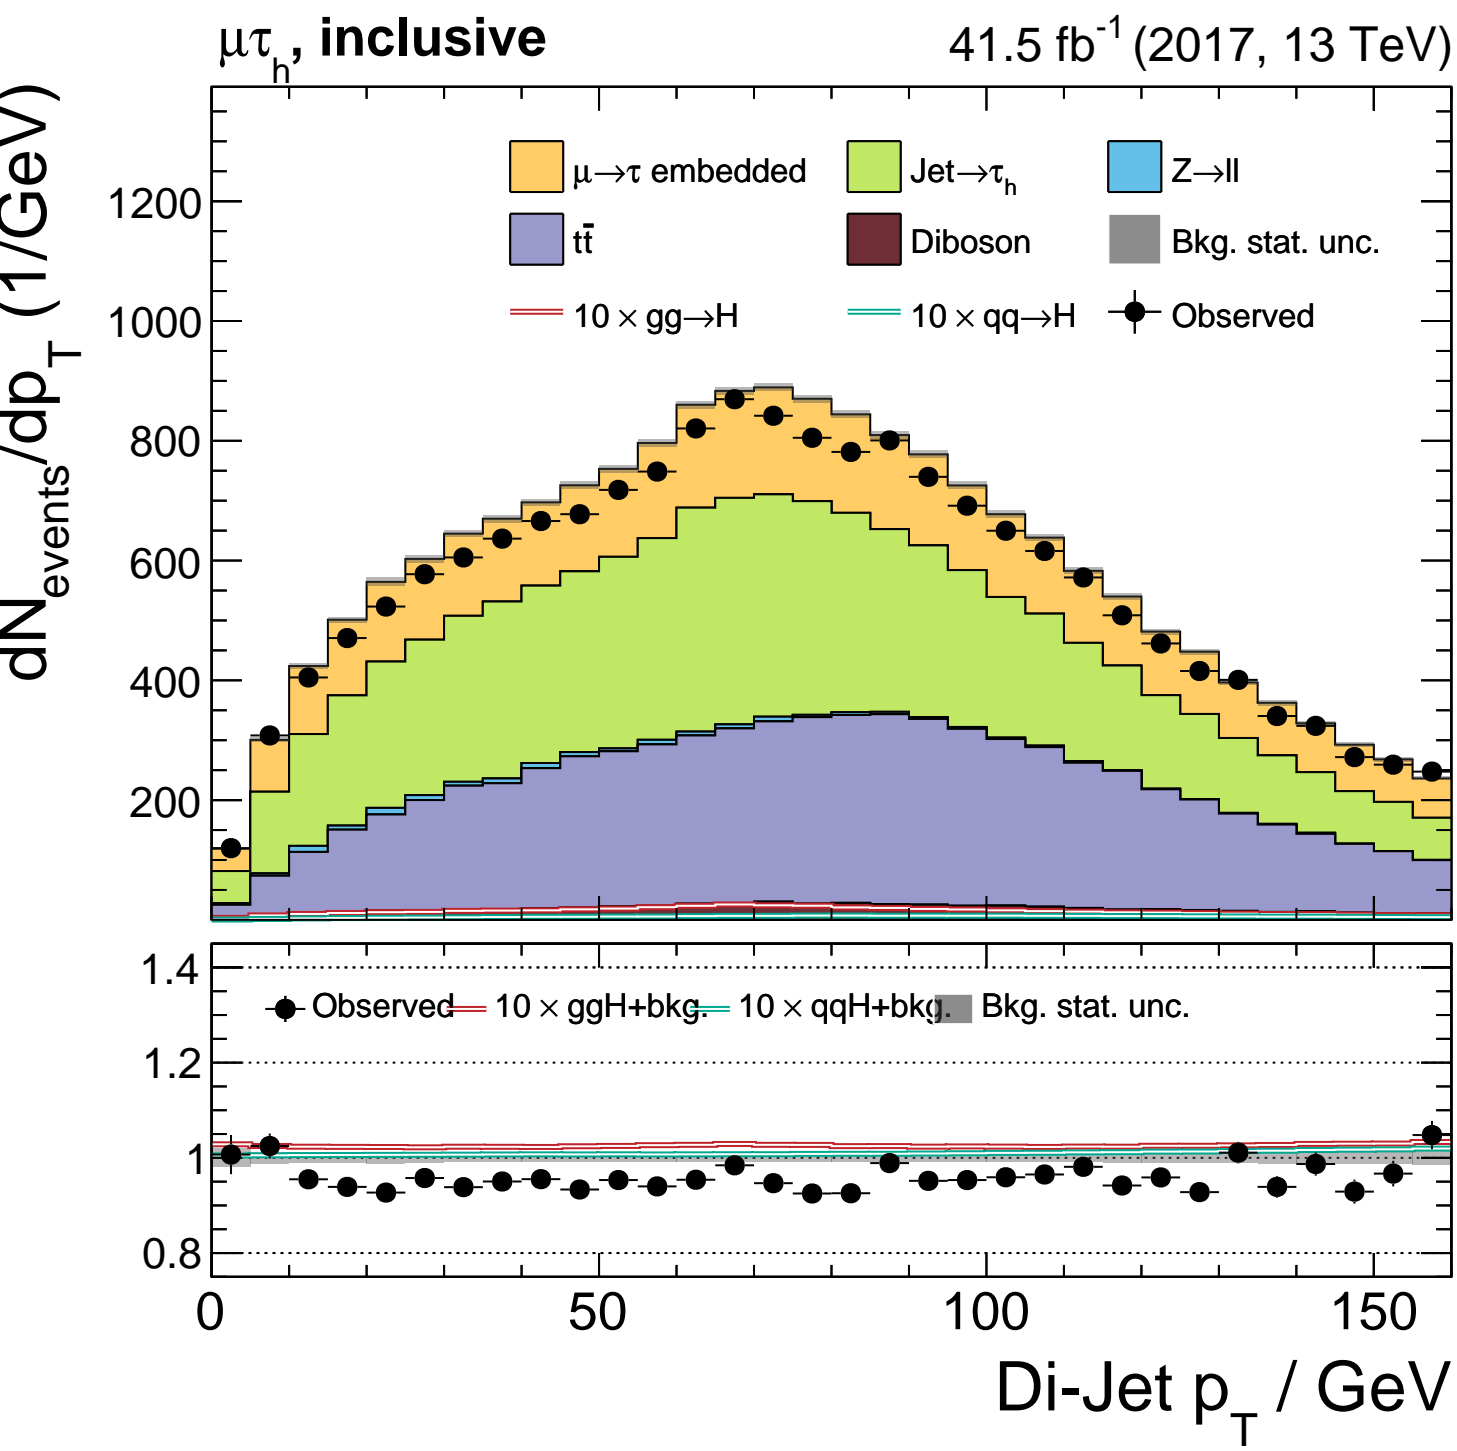 μτh, inclusive
41.5 fb-1 (2017, 13 TeV)
dNevents/dpT (1/GeV)
μ→τ embedded
Jet→τh
Z→ll
tt̄
Diboson
Bkg. stat. unc.
10 × gg→H
10 × qq→H
Observed
1200
1000
800
600
400
200
1.4
Observed
10 × ggH+bkg.
10 × qqH+bkg.
Bkg. stat. unc.
1.2
1
0.8
0
50
100
150
Di-Jet pT / GeV